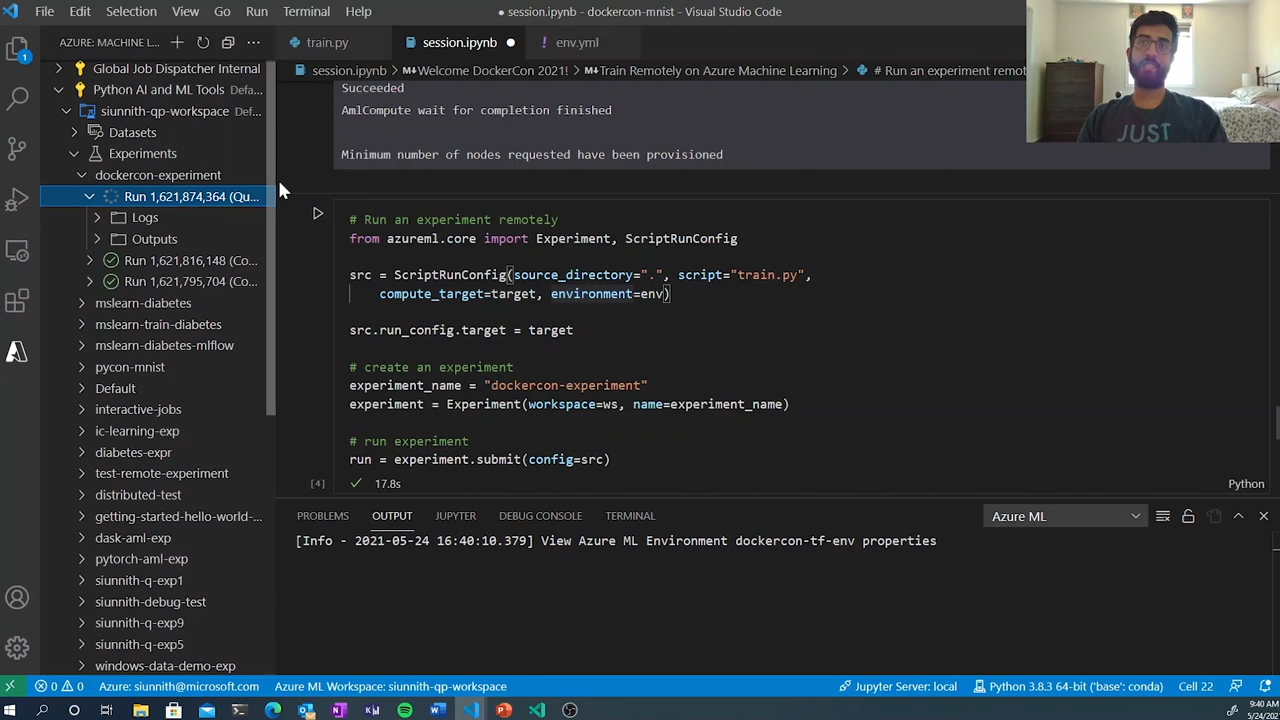 File Edit Selection View Go Run Terminal Help
● session.ipynb - dockercon-mnist - Visual Studio Code
AZURE: MACHINE L...
train.py
session.ipynb
env.yml
session.ipynb > M↓Welcome DockerCon 2021! > M↓Train Remotely on Azure Machine Learning > # Run an experiment remot
Global Job Dispatcher Internal
Python AI and ML Tools Defa...
siunnith-qp-workspace Def...
Datasets
Experiments
dockercon-experiment
Run 1,621,874,364 (Qu...
Logs
Outputs
Run 1,621,816,148 (Co...
Run 1,621,795,704 (Co...
mslearn-diabetes
mslearn-train-diabetes
mslearn-diabetes-mlflow
pycon-mnist
Default
interactive-jobs
ic-learning-exp
diabetes-expr
test-remote-experiment
distributed-test
getting-started-hello-world-...
dask-aml-exp
pytorch-aml-exp
siunnith-q-exp1
siunnith-debug-test
siunnith-q-exp9
siunnith-q-exp5
windows-data-demo-exp
Succeeded
AmlCompute wait for completion finished
Minimum number of nodes requested have been provisioned
# Run an experiment remotely
from azureml.core import Experiment, ScriptRunConfig
src = ScriptRunConfig(source_directory=".", script="train.py",
compute_target=target, environment=env)
src.run_config.target = target
# create an experiment
experiment_name = "dockercon-experiment"
experiment = Experiment(workspace=ws, name=experiment_name)
# run experiment
run = experiment.submit(config=src)
[4] ✓ 17.8s Python
PROBLEMS OUTPUT JUPYTER DEBUG CONSOLE TERMINAL Azure ML
[Info - 2021-05-24 16:40:10.379] View Azure ML Environment dockercon-tf-env properties
JUST
1
0 0 Azure: siunnith@microsoft.com Azure ML Workspace: siunnith-qp-workspace Jupyter Server: local Python 3.8.3 64-bit ('base': conda) Cell 22
9:40 AM
5/24/202